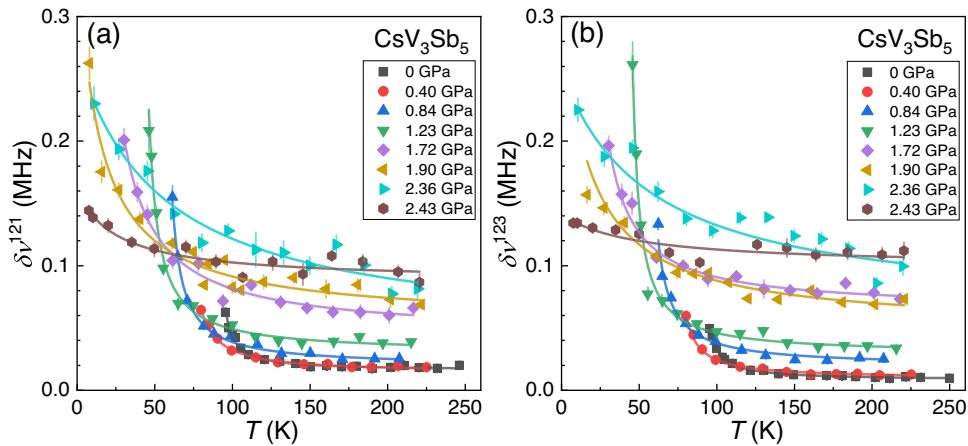 (a)
CsV₃Sb₅
0 GPa
0.40 GPa
0.84 GPa
1.23 GPa
1.72 GPa
1.90 GPa
2.36 GPa
2.43 GPa
δν¹²¹ (MHz)
0.3
0.2
0.1
0.0
0 50 100 150 200 250
T (K)
(b)
CsV₃Sb₅
0 GPa
0.40 GPa
0.84 GPa
1.23 GPa
1.72 GPa
1.90 GPa
2.36 GPa
2.43 GPa
δν¹²³ (MHz)
0.3
0.2
0.1
0.0
0 50 100 150 200 250
T (K)